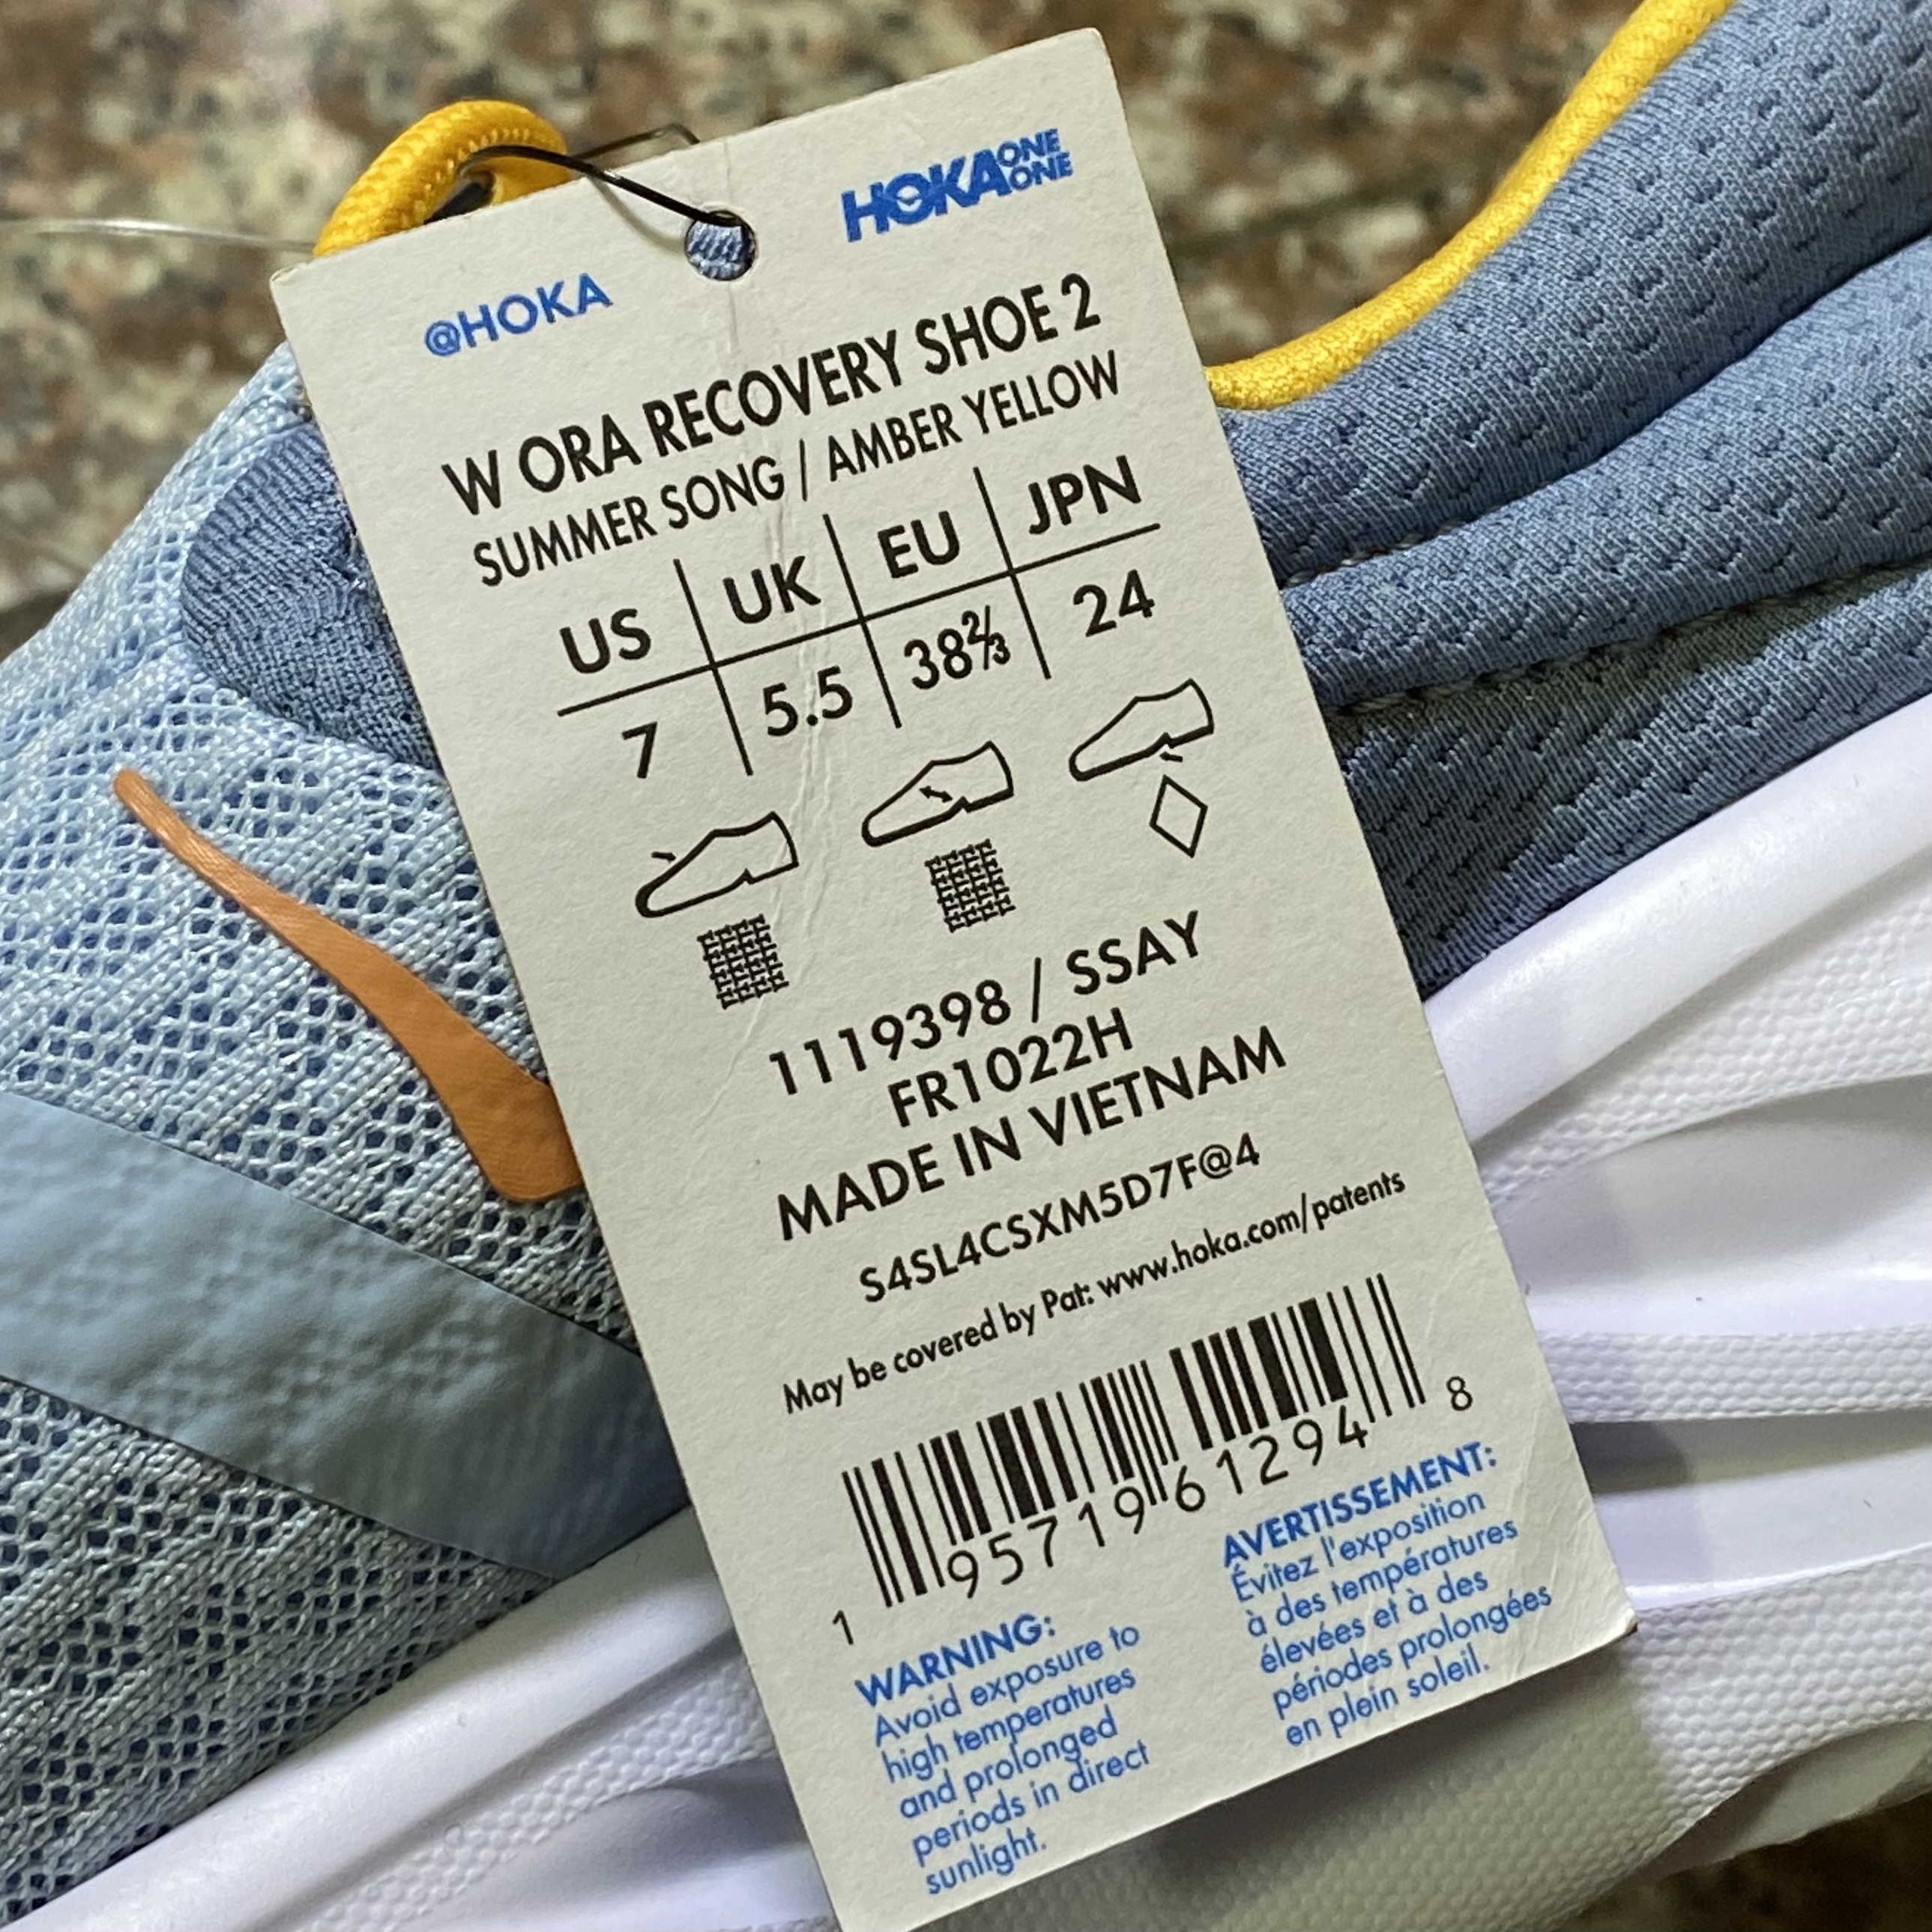 @HOKA
HOKA ONE ONE
W ORA RECOVERY SHOE 2
SUMMER SONG / AMBER YELLOW
US UK EU JPN
7 5.5 38⅔ 24
1119398 / SSAY
FR1022H
MADE IN VIETNAM
S4SL4CSXM5D7F@4
May be covered by Pat: www.hoka.com/patents
1 95719 61294 8
WARNING:
Avoid exposure to
high temperatures
and prolonged
periods in direct
sunlight.
AVERTISSEMENT:
Évitez l'exposition
à des températures
élevées et à des
périodes prolongées
en plein soleil.